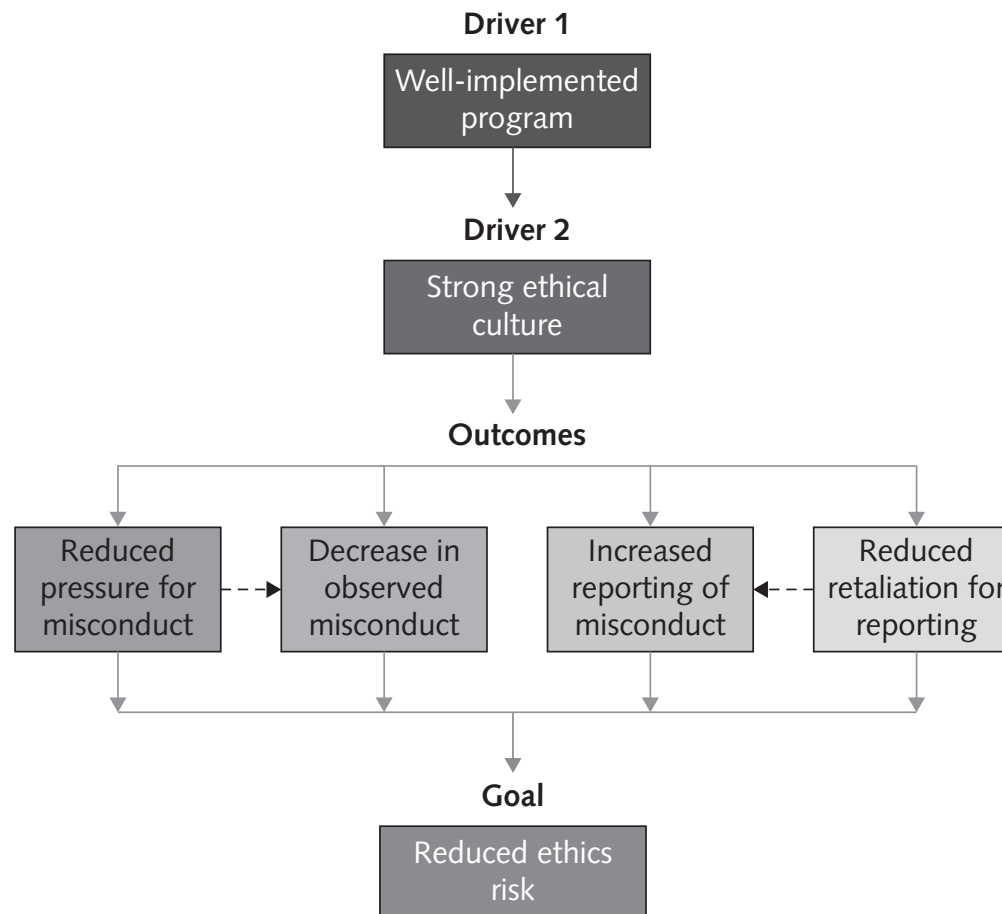 Driver 1
Well-implemented
program
Driver 2
Strong ethical
culture
Outcomes
Reduced
pressure for
misconduct
Decrease in
observed
misconduct
Increased
reporting of
misconduct
Reduced
retaliation for
reporting
Goal
Reduced ethics
risk